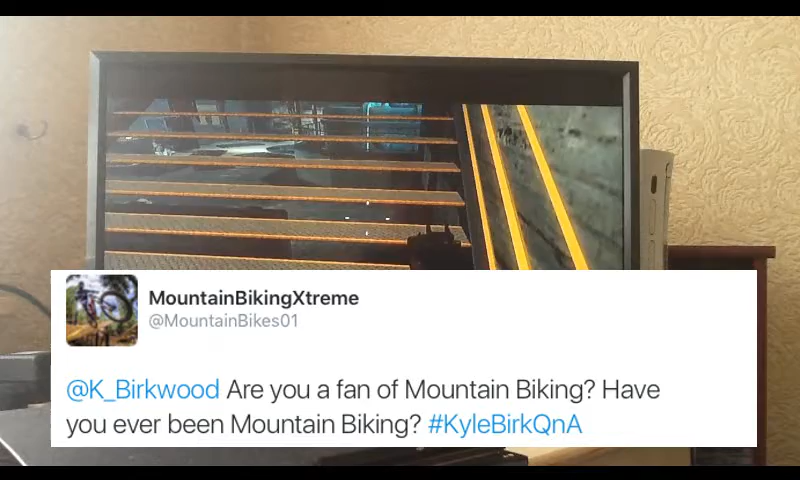 MountainBikingXtreme
@MountainBikes01
@K_Birkwood Are you a fan of Mountain Biking? Have
you ever been Mountain Biking? #KyleBirkQnA